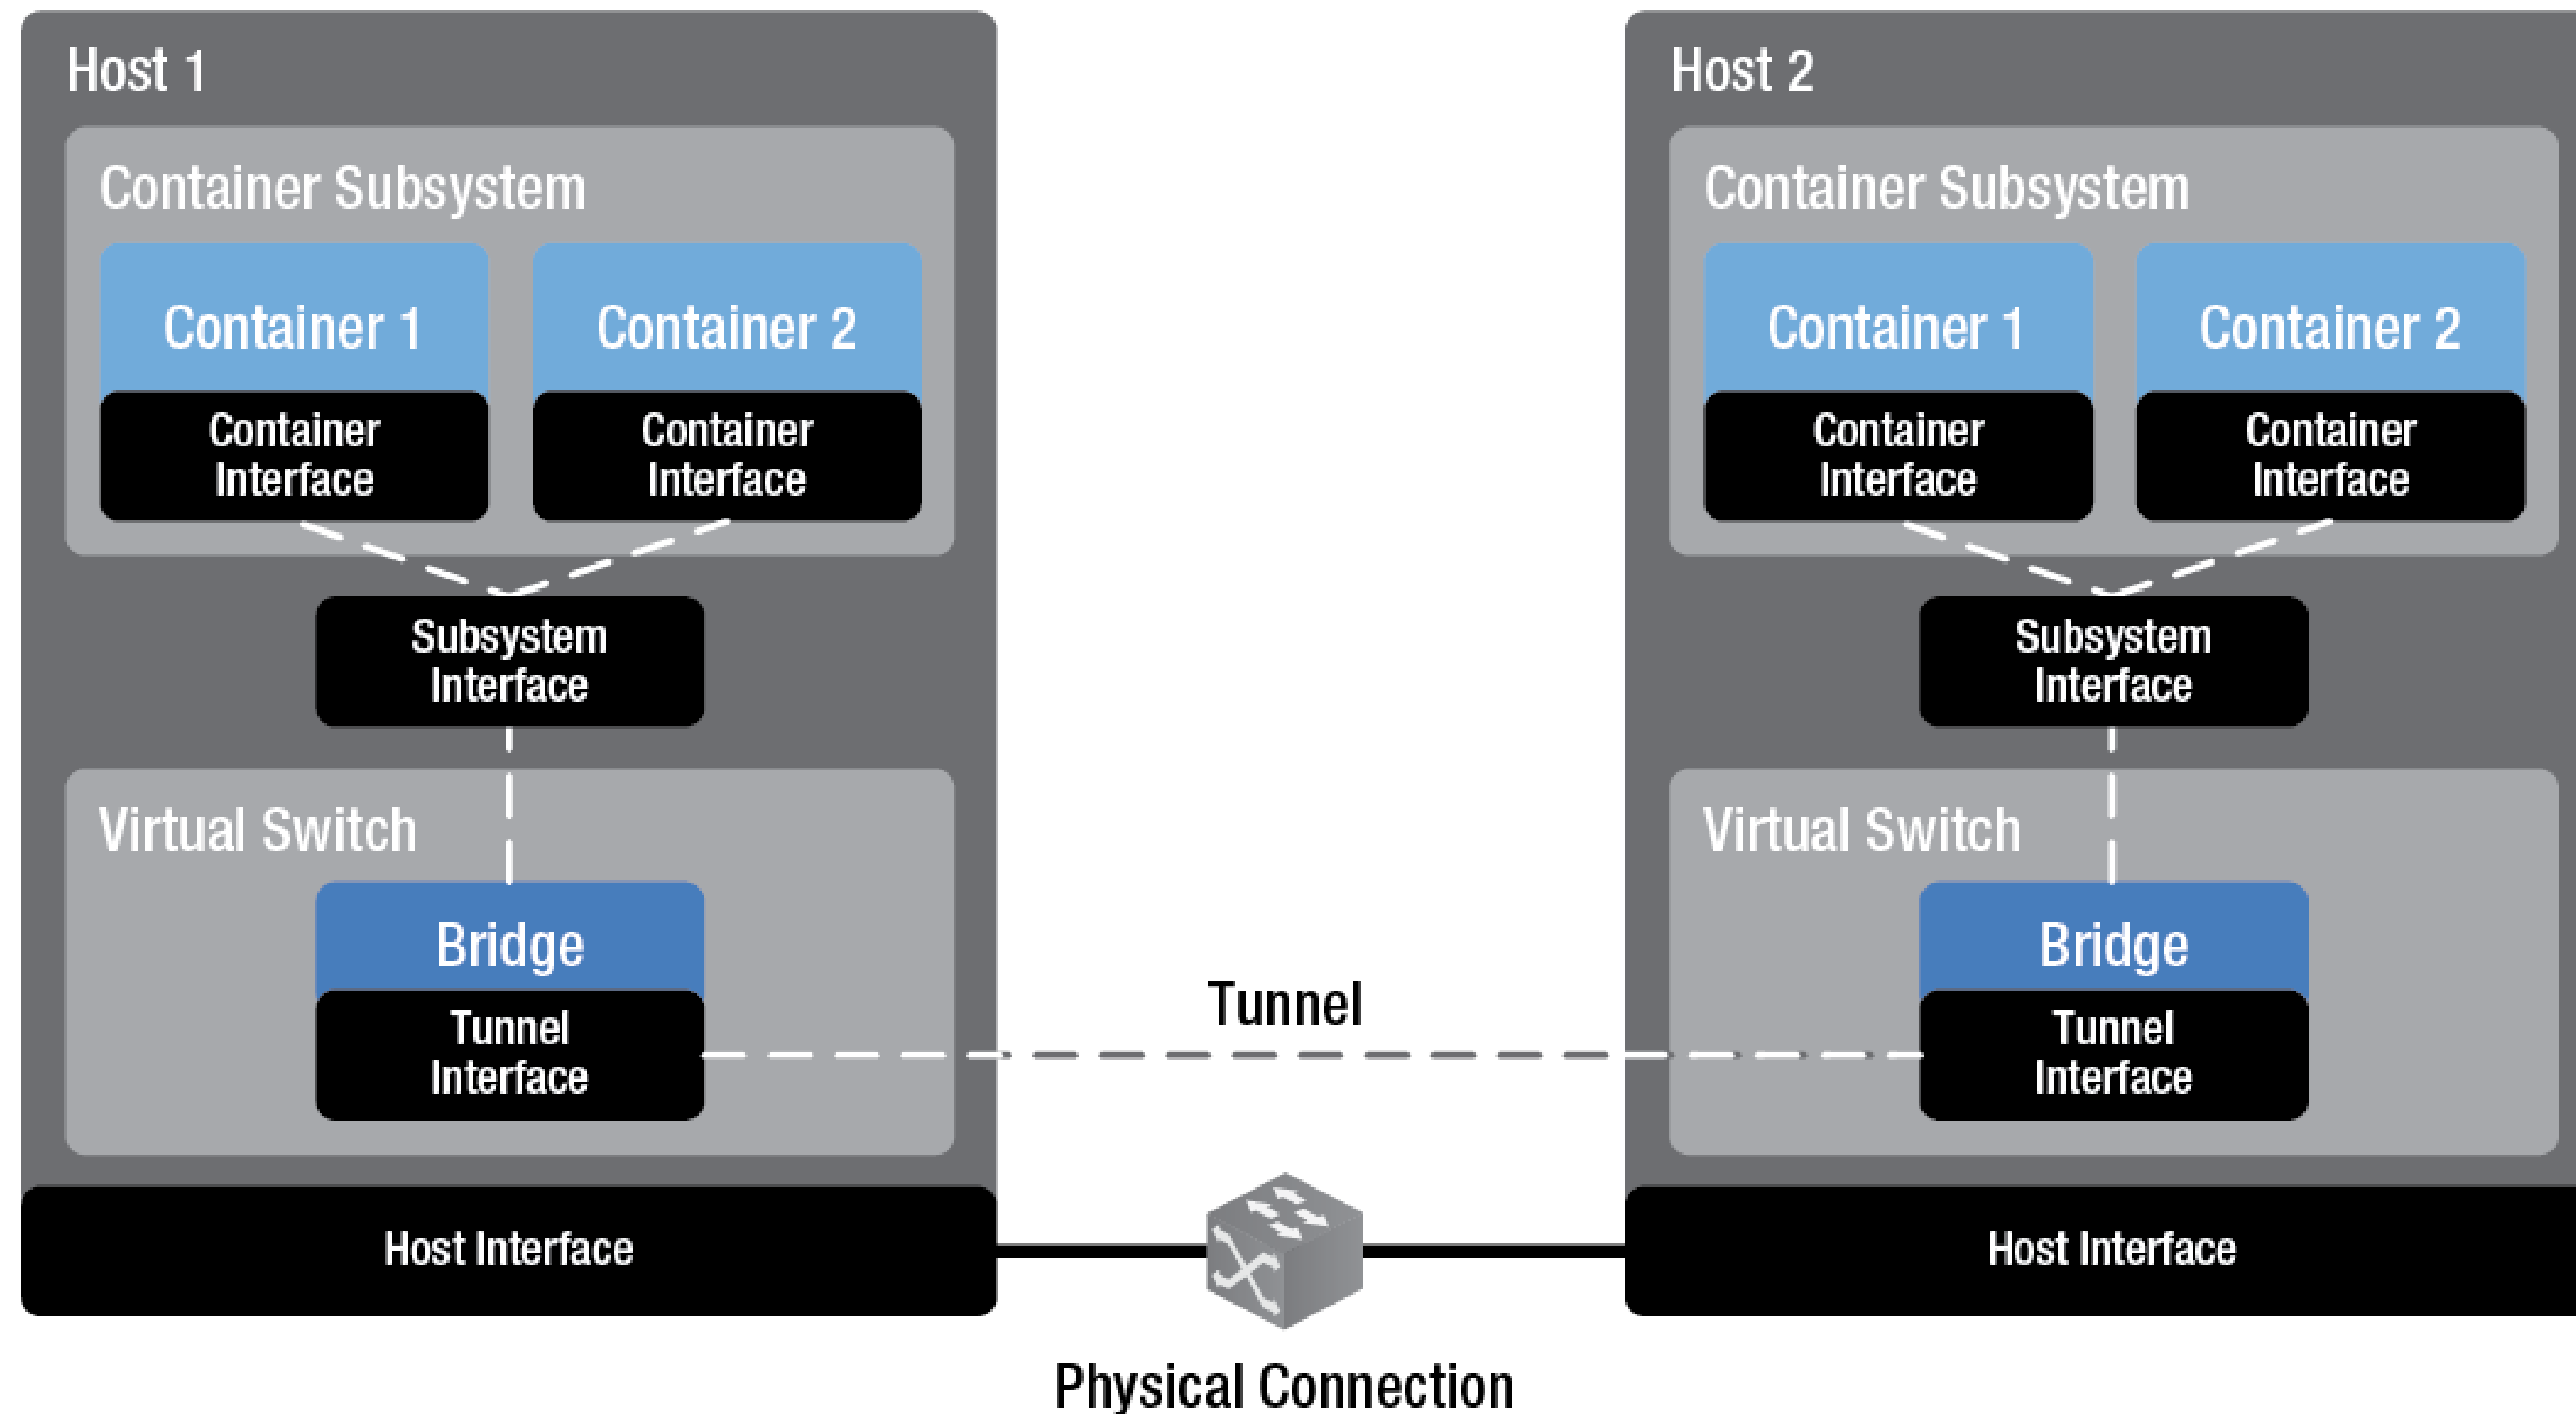 Host 1
Container Subsystem
Container 1
Container 2
Container
Interface
Container
Interface
Subsystem
Interface
Virtual Switch
Bridge
Tunnel
Interface
Host Interface
Tunnel
Physical Connection
Host 2
Container Subsystem
Container 1
Container 2
Container
Interface
Container
Interface
Subsystem
Interface
Virtual Switch
Bridge
Tunnel
Interface
Host Interface